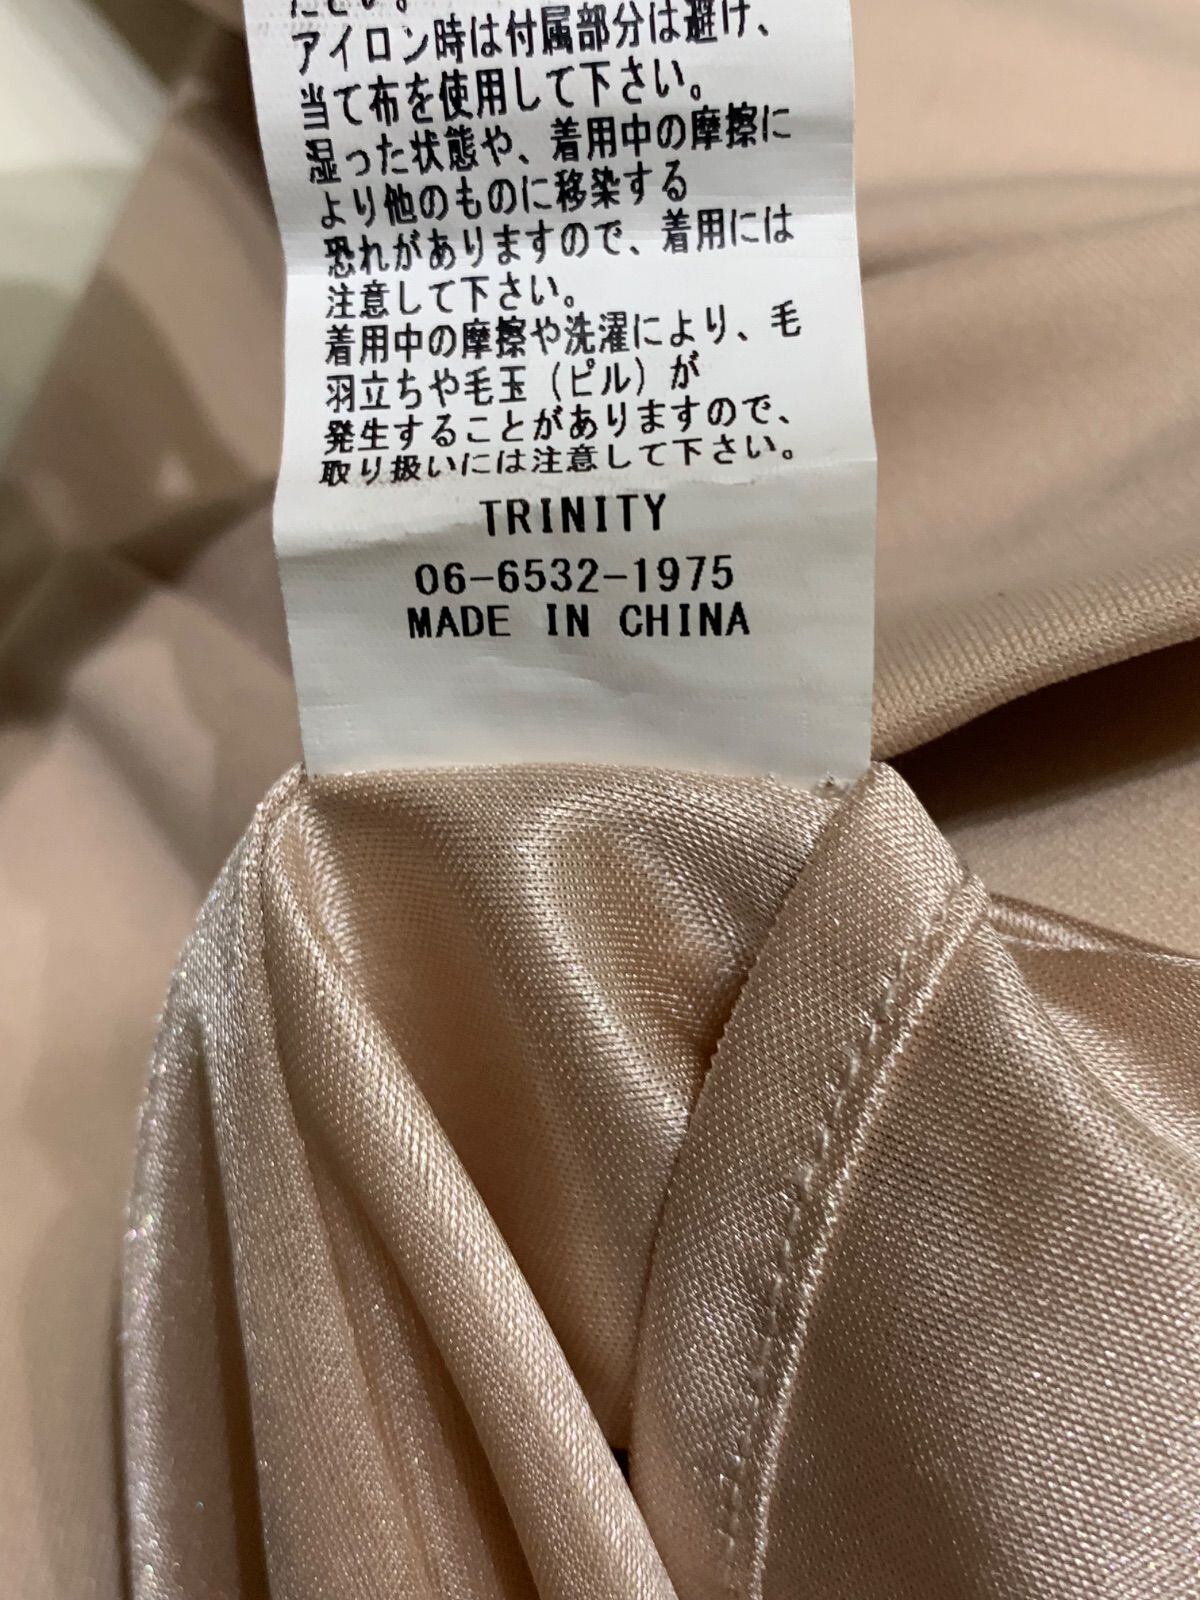 ださい。
アイロン時は付属部分は避け、
当て布を使用して下さい。
湿った状態や、着用中の摩擦に
より他のものに移染する
恐れがありますので、着用には
注意して下さい。
着用中の摩擦や洗濯により、毛
羽立ちや毛玉（ピル）が
発生することがありますので、
取り扱いには注意して下さい。
TRINITY
06-6532-1975
MADE IN CHINA